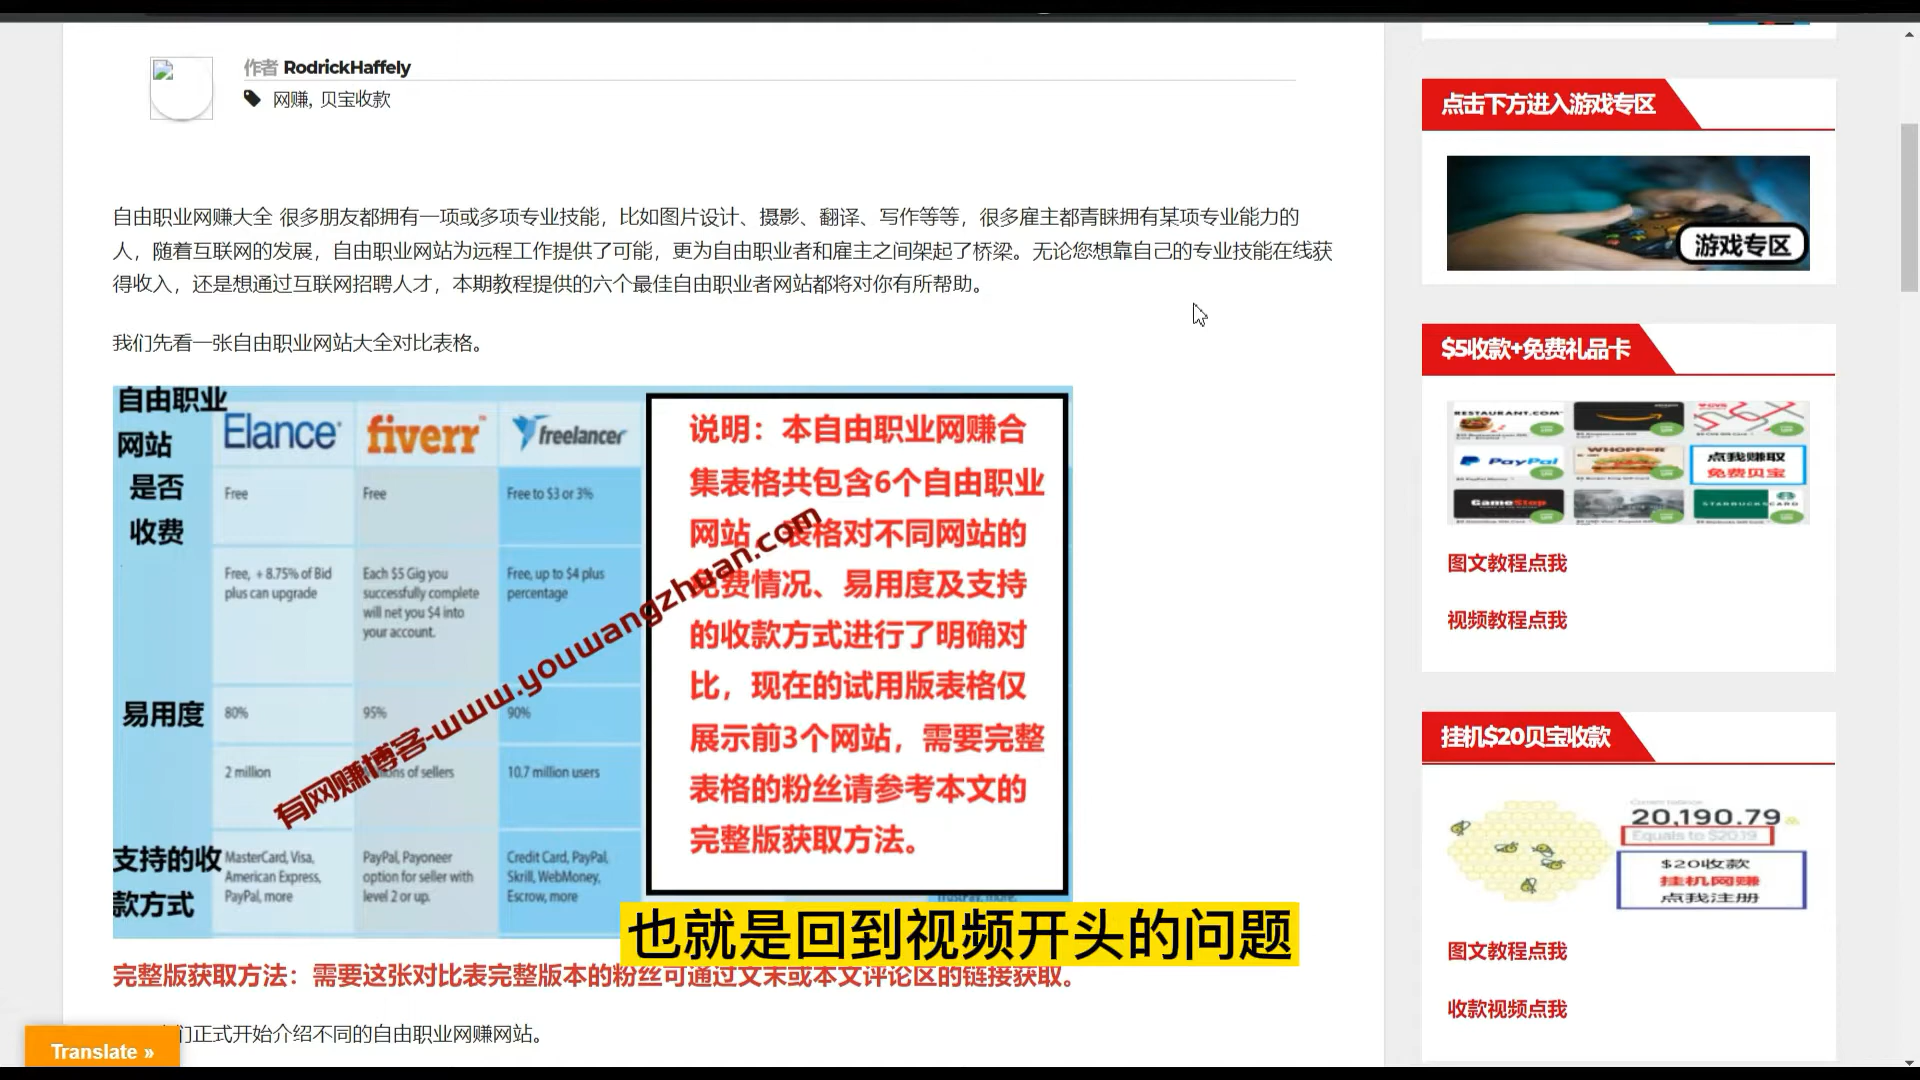 作者 RodrickHaffely
网赚, 贝宝收款
自由职业网赚大全 很多朋友都拥有一项或多项专业技能，比如图片设计、摄影、翻译、写作等等，很多雇主都青睐拥有某项专业能力的
人，随着互联网的发展，自由职业网站为远程工作提供了可能，更为自由职业者和雇主之间架起了桥梁。无论您想靠自己的专业技能在线获
得收入，还是想通过互联网招聘人才，本期教程提供的六个最佳自由职业者网站都将对你有所帮助。
我们先看一张自由职业网站大全对比表格。
自由职业
网站
Elance
fiverr
freelancer
是否
收费
Free
Free
Free to $3 or 3%
Free, + 8.75% of Bid
plus can upgrade
Each $5 Gig you
successfully complete
will net you $4 into
your account.
Free, up to $4 plus
percentage
易用度
80%
95%
90%
2 million
of sellers
10.7 million users
支持的收
款方式
MasterCard, Visa,
American Express,
PayPal, more
PayPal, Payoneer
option for seller with
level 2 or up.
Credit Card, PayPal,
Skrill, WebMoney,
Escrow, more
说明：本自由职业网赚合
集表格共包含6个自由职业
网站，表格对不同网站的
免费情况、易用度及支持
的收款方式进行了明确对
比，现在的试用版表格仅
展示前3个网站，需要完整
表格的粉丝请参考本文的
完整版获取方法。
有网赚博客-www.youwangzhuan.com
也就是回到视频开头的问题
完整版获取方法：需要这张对比表完整版本的粉丝可通过文末或本文评论区的链接获取。
们正式开始介绍不同的自由职业网赚网站。
Translate »
点击下方进入游戏专区
游戏专区
$5收款+免费礼品卡
RESTAURANT.COM
PayPal
WHOPPER
点我赚取
免费贝宝
GameStop
图文教程点我
视频教程点我
挂机$20贝宝收款
Current balance
20,190.79
Equals to $20.19
$20收款
挂机网赚
点我注册
图文教程点我
收款视频点我